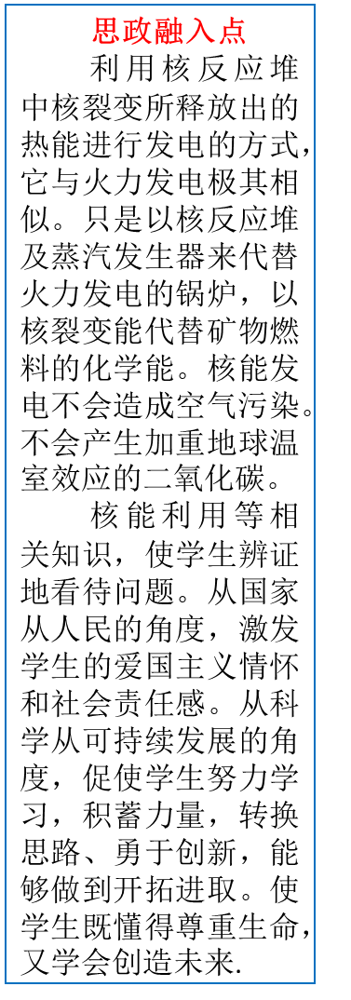 思政融入点
利用核反应堆
中核裂变所释放出的
热能进行发电的方式，
它与火力发电极其相
似。只是以核反应堆
及蒸汽发生器来代替
火力发电的锅炉，以
核裂变能代替矿物燃
料的化学能。核能发
电不会造成空气污染。
不会产生加重地球温
室效应的二氧化碳。
核能利用等相
关知识，使学生辨证
地看待问题。从国家
从人民的角度，激发
学生的爱国主义情怀
和社会责任感。从科
学从可持续发展的角
度，促使学生努力学
习，积蓄力量，转换
思路、勇于创新，能
够做到开拓进取。使
学生既懂得尊重生命，
又学会创造未来.